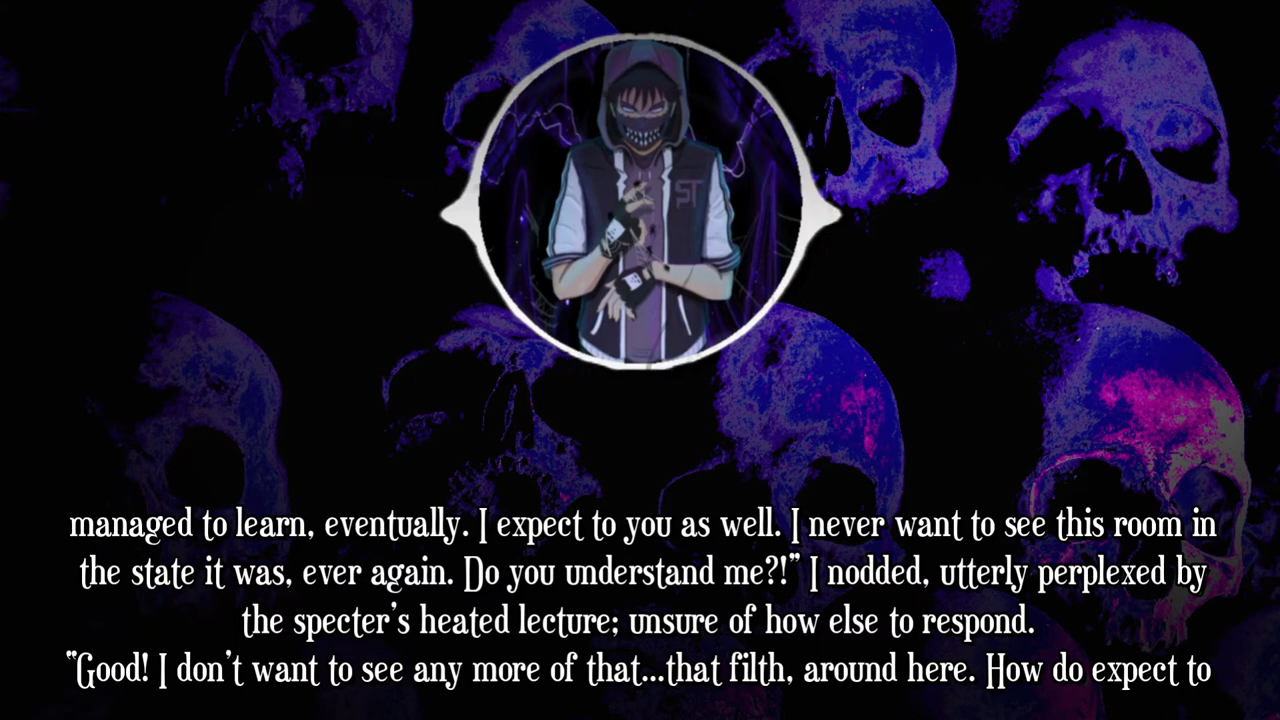 ST
managed to learn, eventually. I expect to you as well. I never want to see this room in
the state it was, ever again. Do you understand me?!” I nodded, utterly perplexed by
the specter’s heated lecture; unsure of how else to respond.
“Good! I don’t want to see any more of that...that filth, around here. How do expect to